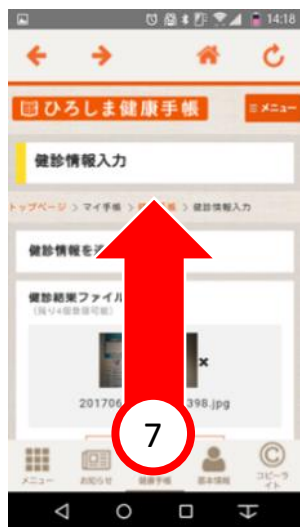 14:18
ひろしま健康手帳
≡メニュー
健診情報入力
トップページ > マイ手帳 > > 健診情報入力
健診情報を
健診結果ファイル
(残り4個登録可能)
×
201706 398.jpg
7
メニュー
お知らせ
健康手帳
基本情報
コピーライト